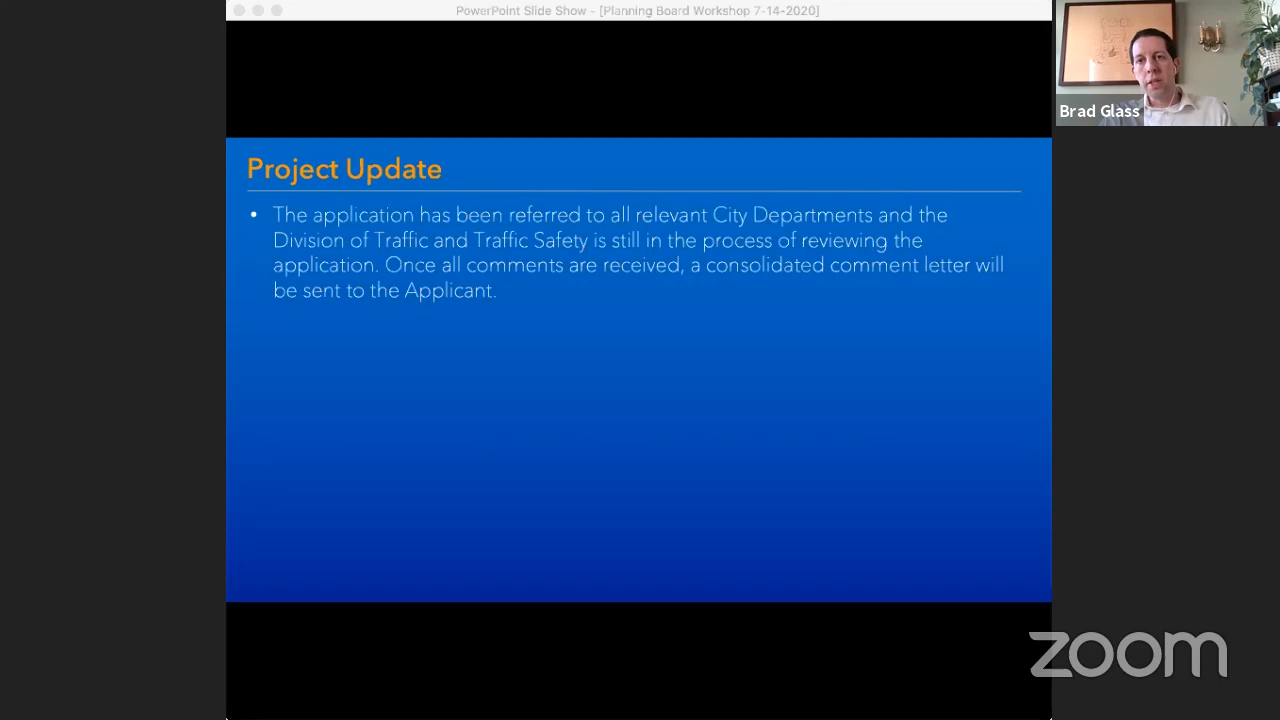 PowerPoint Slide Show - [Planning Board Workshop 7-14-2020]
Brad Glass
Project Update
• The application has been referred to all relevant City Departments and the
Division of Traffic and Traffic Safety is still in the process of reviewing the
application. Once all comments are received, a consolidated comment letter will
be sent to the Applicant.
zoom